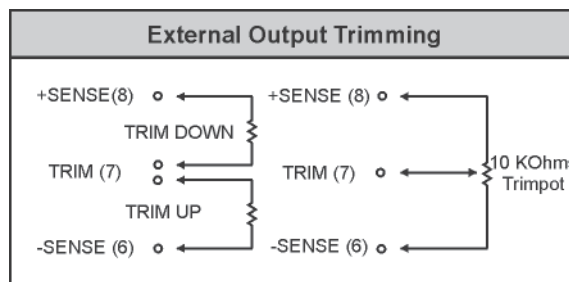 External Output Trimming
+SENSE(8)
TRIM DOWN
TRIM (7)
TRIM UP
-SENSE (6)
+SENSE (8)
TRIM (7)
10 KOhms
Trimpot
-SENSE (6)